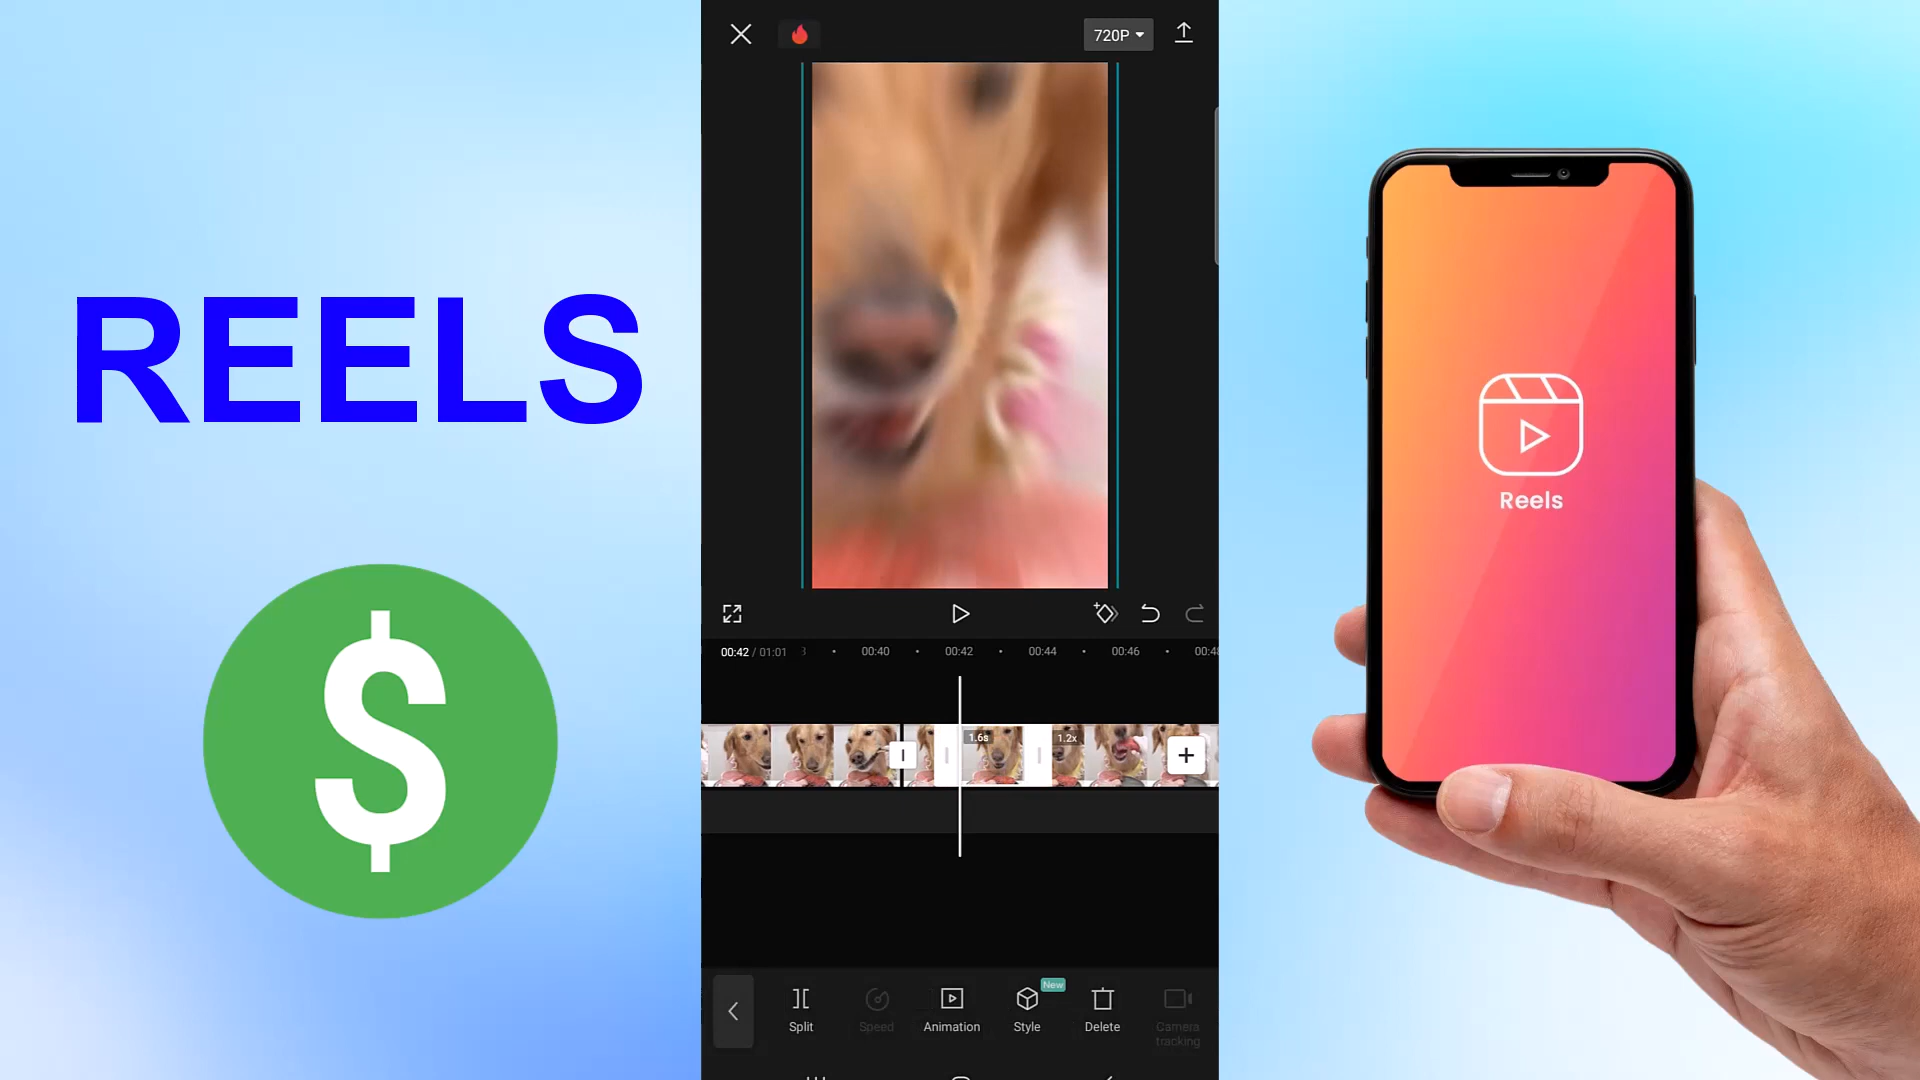 REELS
$
720P
00:42 / 01:01
00:40
00:42
00:44
00:46
1.6s
1.2x
Split
Speed
Animation
Style
New
Delete
Camera
tracking
Reels